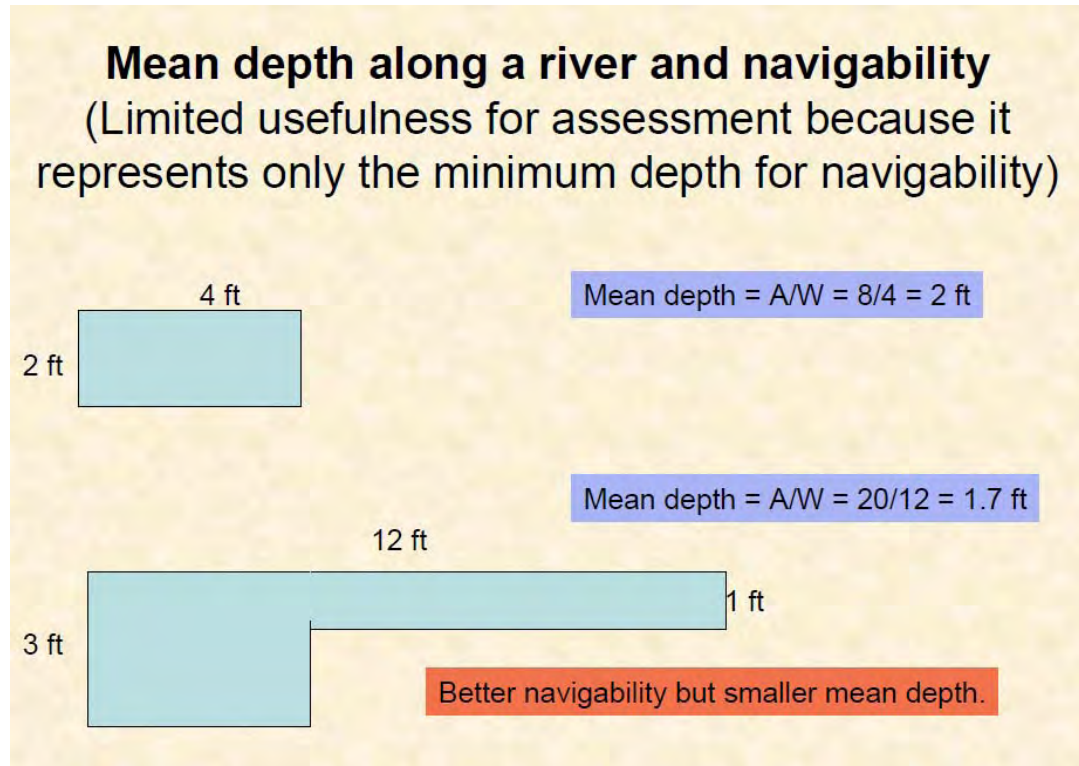 Mean depth along a river and navigability
(Limited usefulness for assessment because it
represents only the minimum depth for navigability)
4 ft
Mean depth = A/W = 8/4 = 2 ft
2 ft
Mean depth = A/W = 20/12 = 1.7 ft
12 ft
1 ft
3 ft
Better navigability but smaller mean depth.